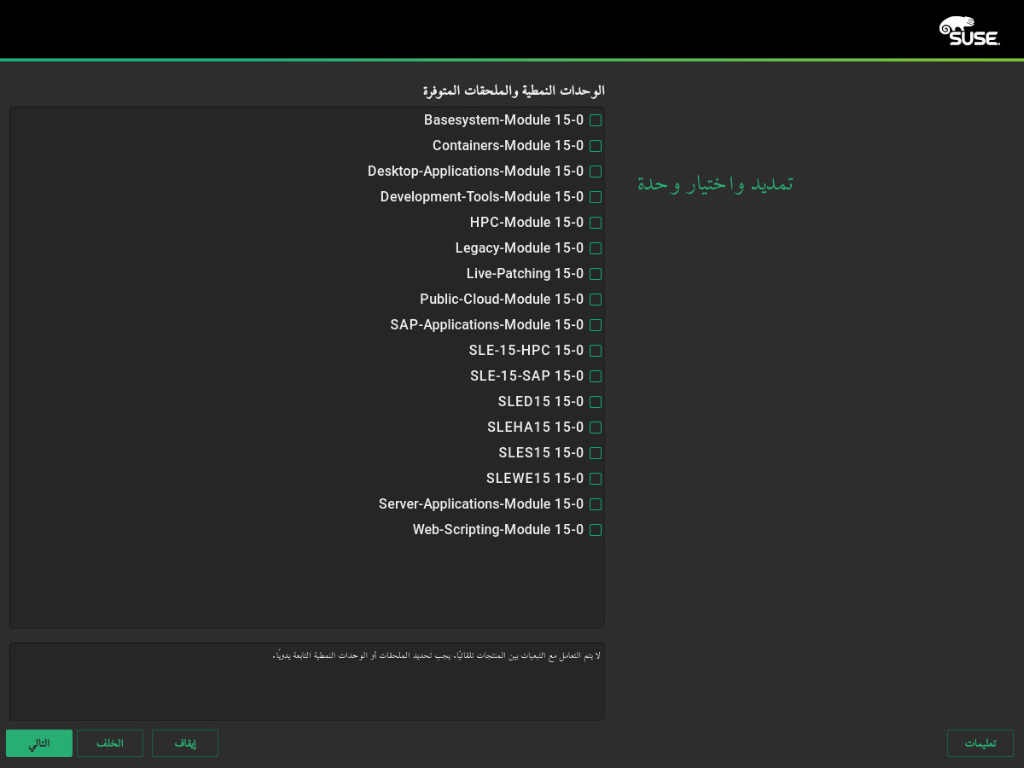 SUSE.
الوحدات النمطية والملحقات المتوفرة
Basesystem-Module 15-0
Containers-Module 15-0
Desktop-Applications-Module 15-0
Development-Tools-Module 15-0
HPC-Module 15-0
Legacy-Module 15-0
Live-Patching 15-0
Public-Cloud-Module 15-0
SAP-Applications-Module 15-0
SLE-15-HPC 15-0
SLE-15-SAP 15-0
SLED15 15-0
SLEHA15 15-0
SLES15 15-0
SLEWE15 15-0
Server-Applications-Module 15-0
Web-Scripting-Module 15-0
تمديد واختيار وحدة
لا يتم التعامل مع التبعيات بين المنتجات تلقائيًا. يجب تحديد الملحقات أو الوحدات النمطية التابعة يدويًا.
تعليمات
إيقاف
الخلف
التالي